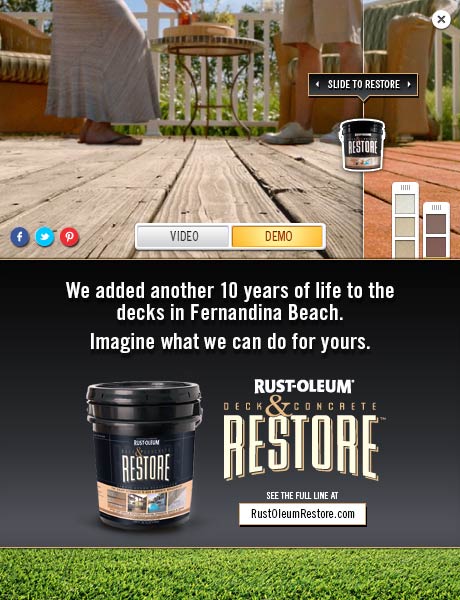 SLIDE TO RESTORE
RESTORE
VIDEO
DEMO
We added another 10 years of life to the
decks in Fernandina Beach.
Imagine what we can do for yours.
RUST-OLEUM®
DECK & CONCRETE
RESTORE™
RUST-OLEUM
DECK & CONCRETE
RESTORE
SEE THE FULL LINE AT
RustOleumRestore.com